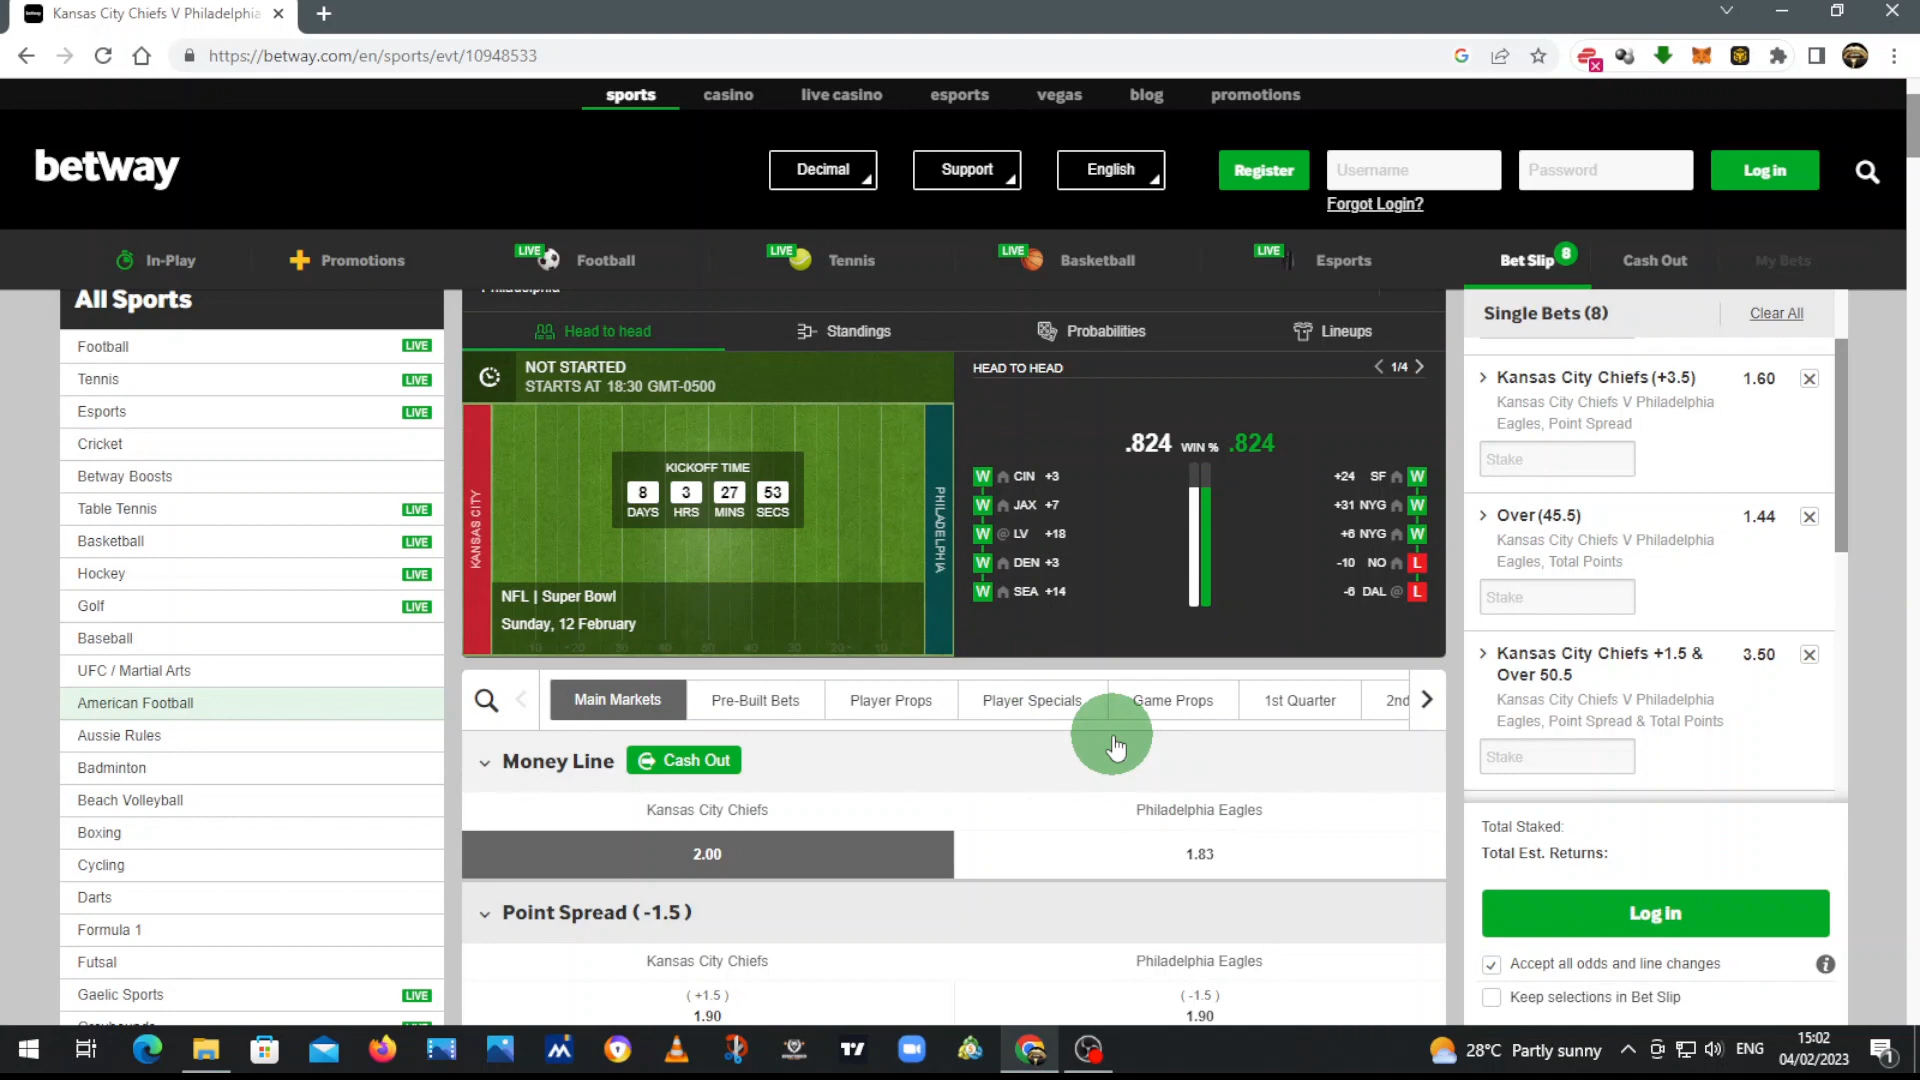 Kansas City Chiefs V Philadelphia
https://betway.com/en/sports/evt/10948533
sports casino live casino esports vegas blog promotions
betway
Decimal Support English Register Username Password Log in
Forgot Login?
In-Play Promotions LIVE Football LIVE Tennis LIVE Basketball LIVE Esports Bet Slip 8 Cash Out My Bets
All Sports
Football LIVE
Tennis LIVE
Esports LIVE
Cricket
Betway Boosts
Table Tennis LIVE
Basketball LIVE
Hockey LIVE
Golf LIVE
Baseball
UFC / Martial Arts
American Football
Aussie Rules
Badminton
Beach Volleyball
Boxing
Cycling
Darts
Formula 1
Futsal
Gaelic Sports LIVE
Philadelphia
Head to head Standings Probabilities Lineups
NOT STARTED
STARTS AT 18:30 GMT-0500
KANSAS CITY
PHILADELPHIA
KICKOFF TIME
8 3 27 53
DAYS HRS MINS SECS
NFL | Super Bowl
Sunday, 12 February
HEAD TO HEAD 1/4
.824 WIN % .824
W CIN +3 +24 SF W
W JAX +7 +31 NYG W
W @ LV +18 +6 NYG W
W DEN +3 -10 NO L
W SEA +14 -6 DAL @ L
Main Markets Pre-Built Bets Player Props Player Specials Game Props 1st Quarter 2nd
Money Line Cash Out
Kansas City Chiefs Philadelphia Eagles
2.00 1.83
Point Spread ( -1.5 )
Kansas City Chiefs Philadelphia Eagles
( +1.5 ) ( -1.5 )
1.90 1.90
Single Bets (8) Clear All
Kansas City Chiefs (+3.5) 1.60
Kansas City Chiefs V Philadelphia
Eagles, Point Spread
Stake
Over (45.5) 1.44
Kansas City Chiefs V Philadelphia
Eagles, Total Points
Stake
Kansas City Chiefs +1.5 & 3.50
Over 50.5
Kansas City Chiefs V Philadelphia
Eagles, Point Spread & Total Points
Stake
Total Staked:
Total Est. Returns:
Log in
Accept all odds and line changes
Keep selections in Bet Slip
28°C Partly sunny ENG 15:02
04/02/2023 1